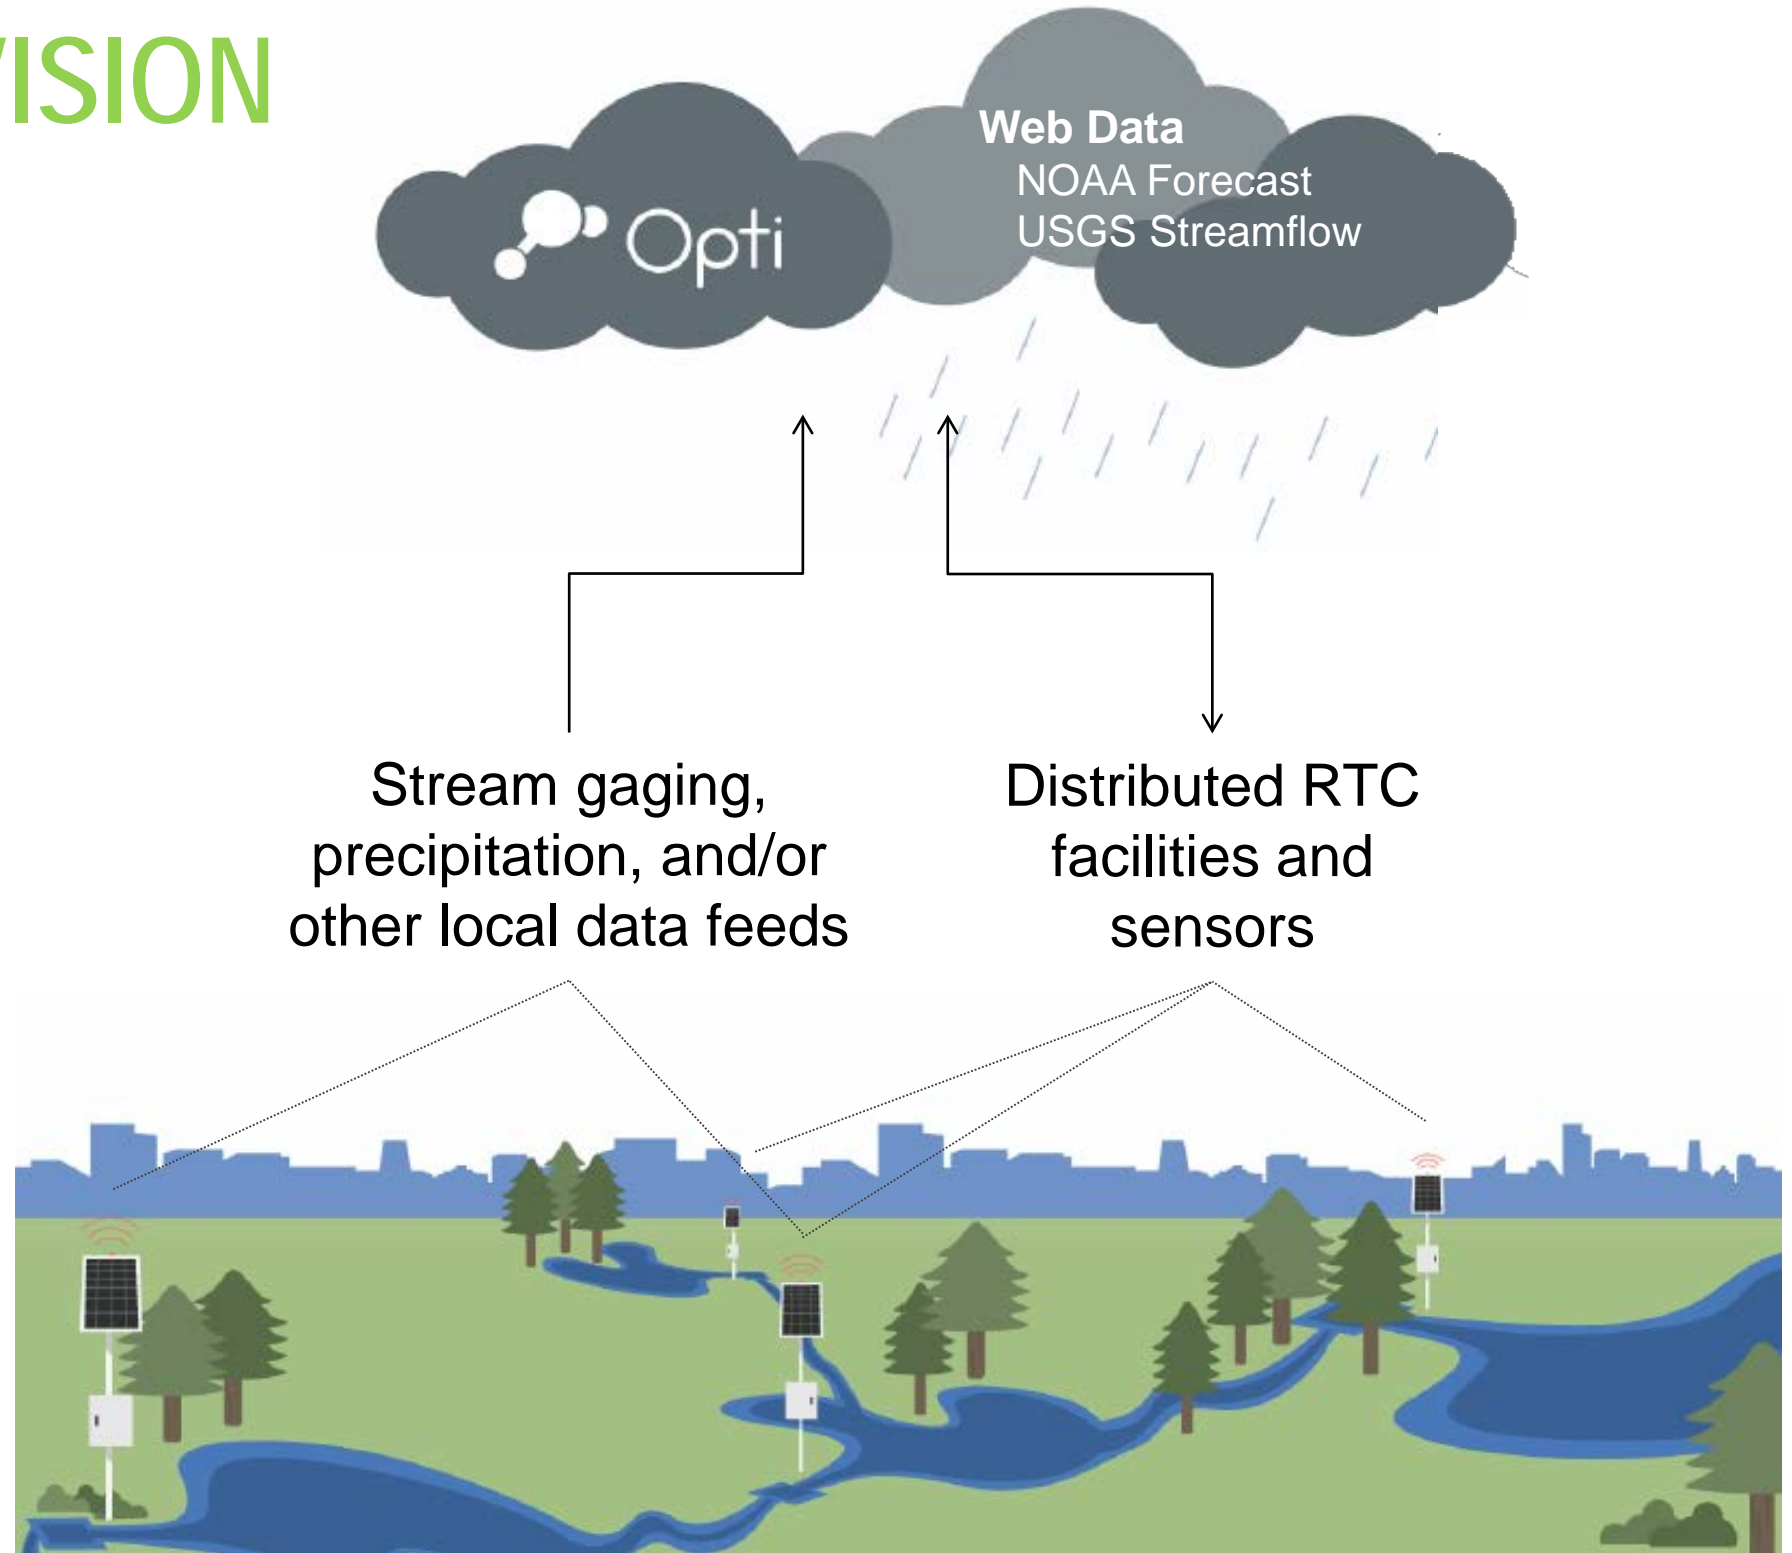 VISION
Opti
Web Data
NOAA Forecast
USGS Streamflow
Stream gaging,
precipitation, and/or
other local data feeds
Distributed RTC
facilities and
sensors